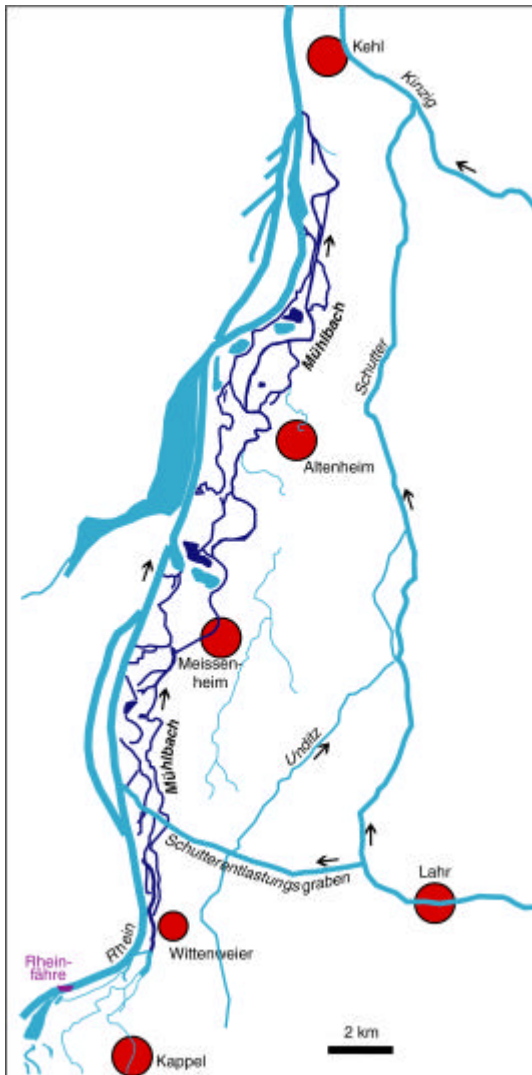 Kehl
Kinzig
Mühlbach
Schutter
Altenheim
Meissen-
heim
Mühlbach
Unditz
Schutterentlastungsgraben
Lahr
Rhein
Wittenweier
Rhein-
fähre
2 km
Kappel